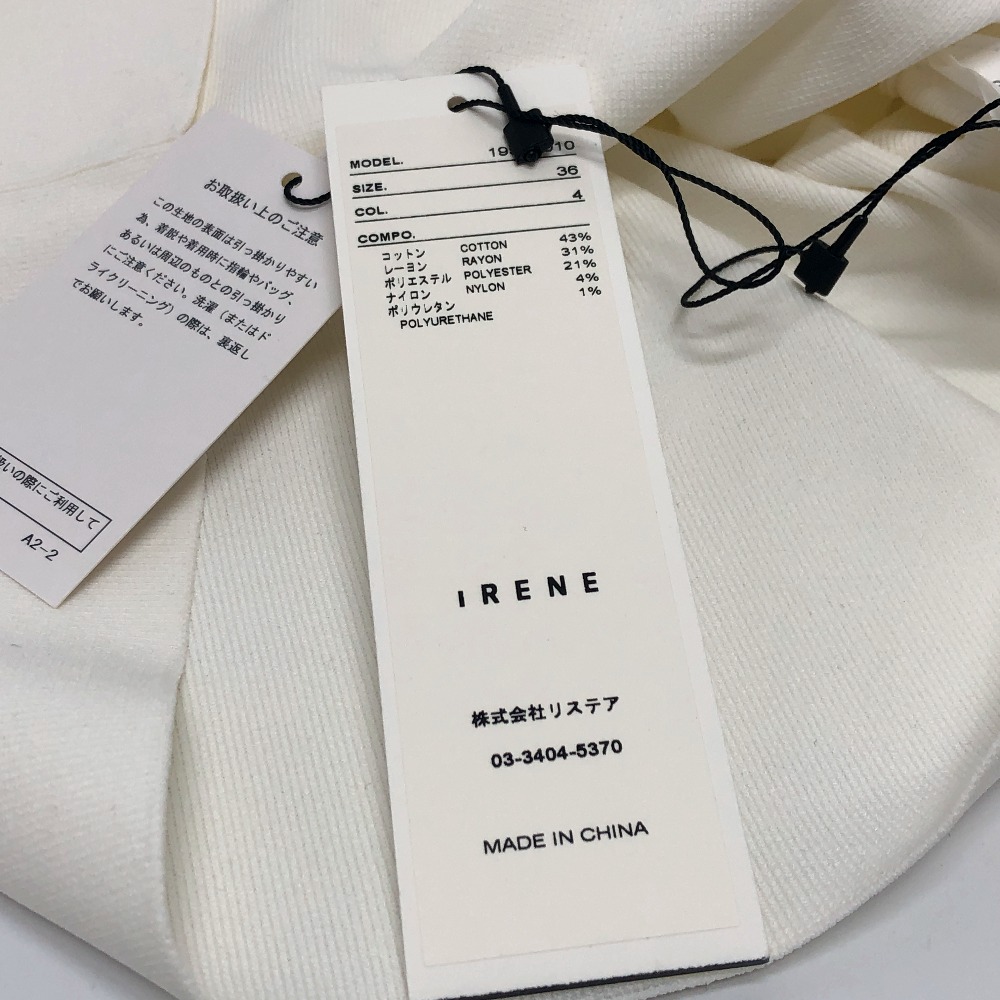 お取扱い上のご注意
この生地の表面は引っ掛かりやすい
為、着脱や着用時に指輪やバッグ、
あるいは周辺のものとの引っ掛かり
にご注意ください。洗濯（またはド
ライクリーニング）の際は、裏返し
でお願いします。
いの際にご利用して
A2-2
MODEL.
SIZE. 36
COL. 4
COMPO.
コットン COTTON 43%
レーヨン RAYON 31%
ポリエステル POLYESTER 21%
ナイロン NYLON 4%
ポリウレタン 1%
POLYURETHANE
IRENE
株式会社リステア
03-3404-5370
MADE IN CHINA